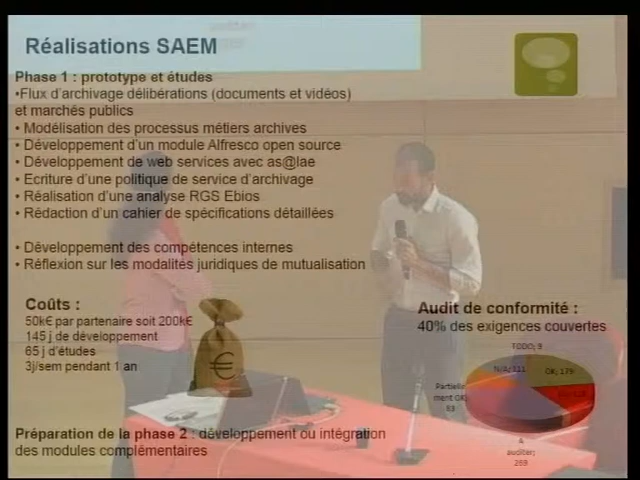 Réalisations SAEM
Phase 1 : prototype et études
•Flux d'archivage délibérations (documents et vidéos)
et marchés publics
• Modélisation des processus métiers archives
• Développement d'un module Alfresco open source
• Développement de web services avec as@lae
• Ecriture d'une politique de service d'archivage
• Réalisation d'une analyse RGS Ebios
• Rédaction d'un cahier de spécifications détaillées
• Développement des compétences internes
• Réflexion sur les modalités juridiques de mutualisation
Coûts :
50k€ par partenaire soit 200k€
145 j de développement
65 j d'études
3j/sem pendant 1 an
Audit de conformité :
40% des exigences couvertes
TODO; 9
N/A; 111
OK; 179
Partielle
ment OK;
83
A
auditer;
269
Préparation de la phase 2 : développement ou intégration
des modules complémentaires